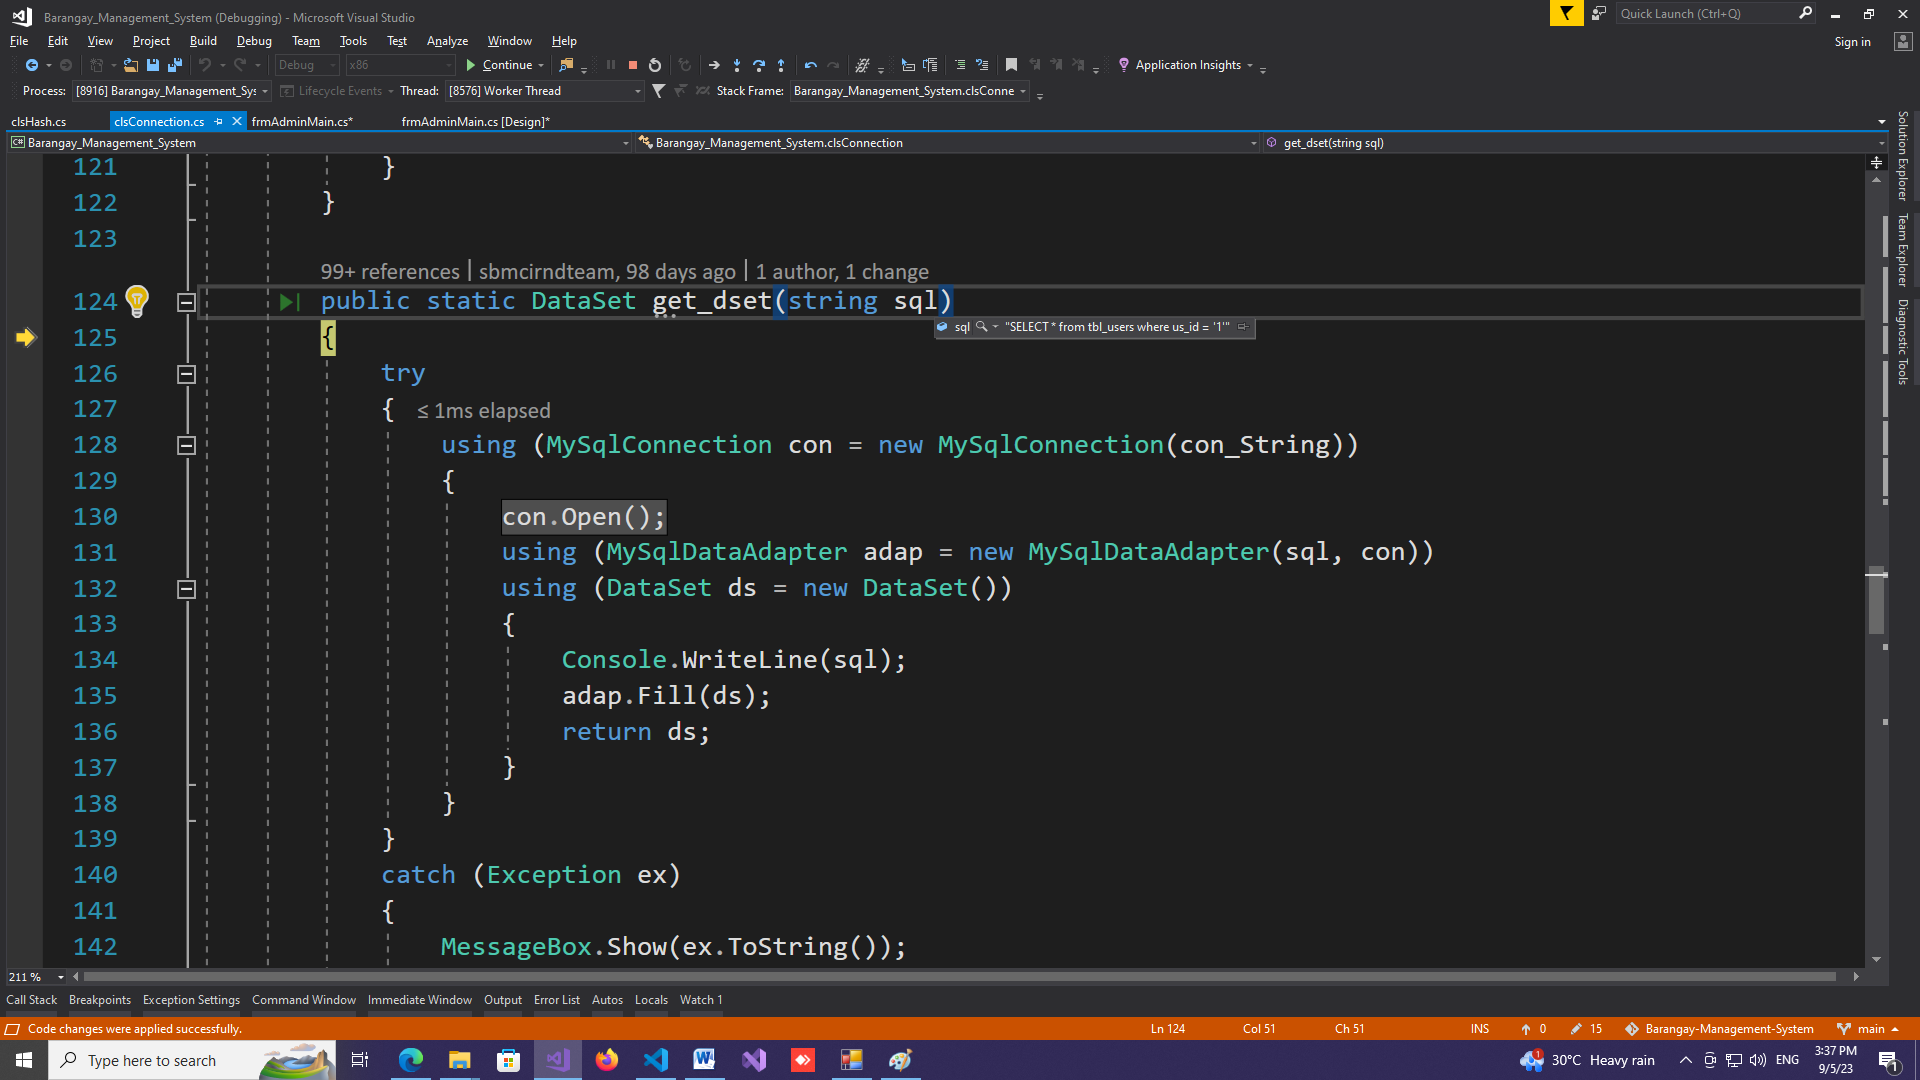 Barangay_Management_System (Debugging) - Microsoft Visual Studio
Quick Launch (Ctrl+Q)
File Edit View Project Build Debug Team Tools Test Analyze Window Help
Sign in
Debug x86 Continue Application Insights
Process: [8916] Barangay_Management_Sys Lifecycle Events Thread: [8576] Worker Thread Stack Frame: Barangay_Management_System.clsConne
clsHash.cs clsConnection.cs frmAdminMain.cs* frmAdminMain.cs [Design]*
C# Barangay_Management_System Barangay_Management_System.clsConnection get_dset(string sql)
Solution Explorer
Team Explorer
Diagnostic Tools
121 }
122 }
123
99+ references | sbmcirndteam, 98 days ago | 1 author, 1 change
124 public static DataSet get_dset(string sql)
sql "SELECT * from tbl_users where us_id = '1'"
125 {
126 try
127 { ≤ 1ms elapsed
128 using (MySqlConnection con = new MySqlConnection(con_String))
129 {
130 con.Open();
131 using (MySqlDataAdapter adap = new MySqlDataAdapter(sql, con))
132 using (DataSet ds = new DataSet())
133 {
134 Console.WriteLine(sql);
135 adap.Fill(ds);
136 return ds;
137 }
138 }
139 }
140 catch (Exception ex)
141 {
142 MessageBox.Show(ex.ToString());
211 %
Call Stack Breakpoints Exception Settings Command Window Immediate Window Output Error List Autos Locals Watch 1
Code changes were applied successfully. Ln 124 Col 51 Ch 51 INS 0 15 Barangay-Management-System main
Type here to search
1 30°C Heavy rain ENG 3:37 PM
9/5/23
1